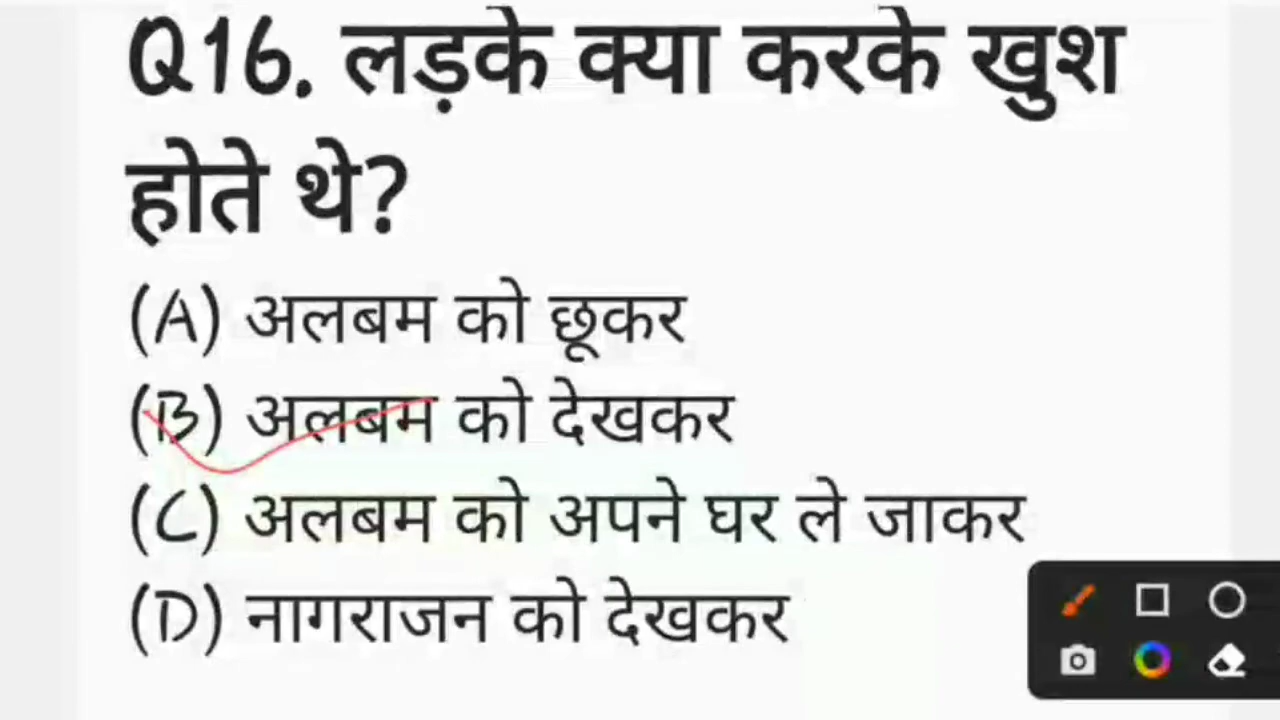 Q16. लड़के क्या करके खुश
होते थे?
(A) अलबम को छूकर
(B) अलबम को देखकर
(C) अलबम को अपने घर ले जाकर
(D) नागराजन को देखकर